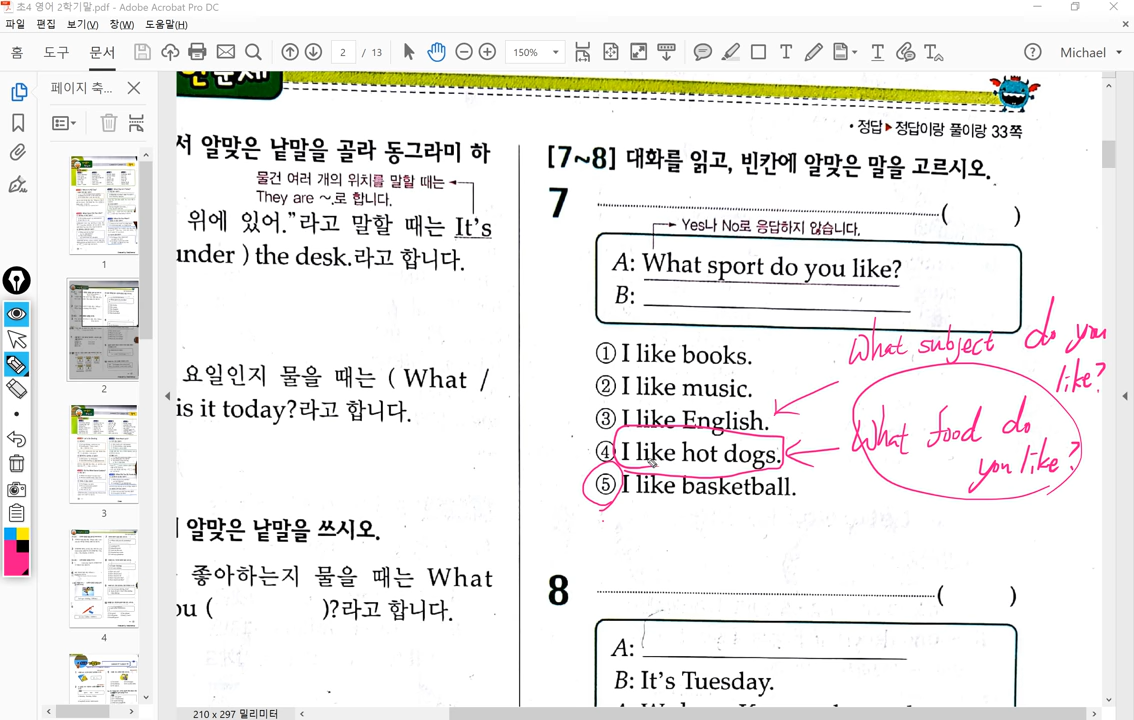 초4 영어 2학기말.pdf - Adobe Acrobat Pro DC
파일 편집 보기(V) 창(W) 도움말(H)
홈 도구 문서 2 / 13 150% Michael
페이지 축...
1
2
3
4
210 x 297 밀리미터
서 알맞은 낱말을 골라 동그라미 하
물건 여러 개의 위치를 말할 때는
They are ~.로 합니다.
위에 있어.”라고 말할 때는 It's
under ) the desk.라고 합니다.
요일인지 물을 때는 ( What /
is it today?라고 합니다.
알맞은 낱말을 쓰시오.
좋아하는지 물을 때는 What
ou ( )?라고 합니다.
• 정답 ▶ 정답이랑 풀이랑 33쪽
[7~8] 대화를 읽고, 빈칸에 알맞은 말을 고르시오.
7 ( )
Yes나 No로 응답하지 않습니다.
A: What sport do you like?
B:
① I like books.
② I like music.
③ I like English.
④ I like hot dogs.
⑤ I like basketball.
What subject do you
like?
What food do
you like?
8 ( )
A:
B: It's Tuesday.